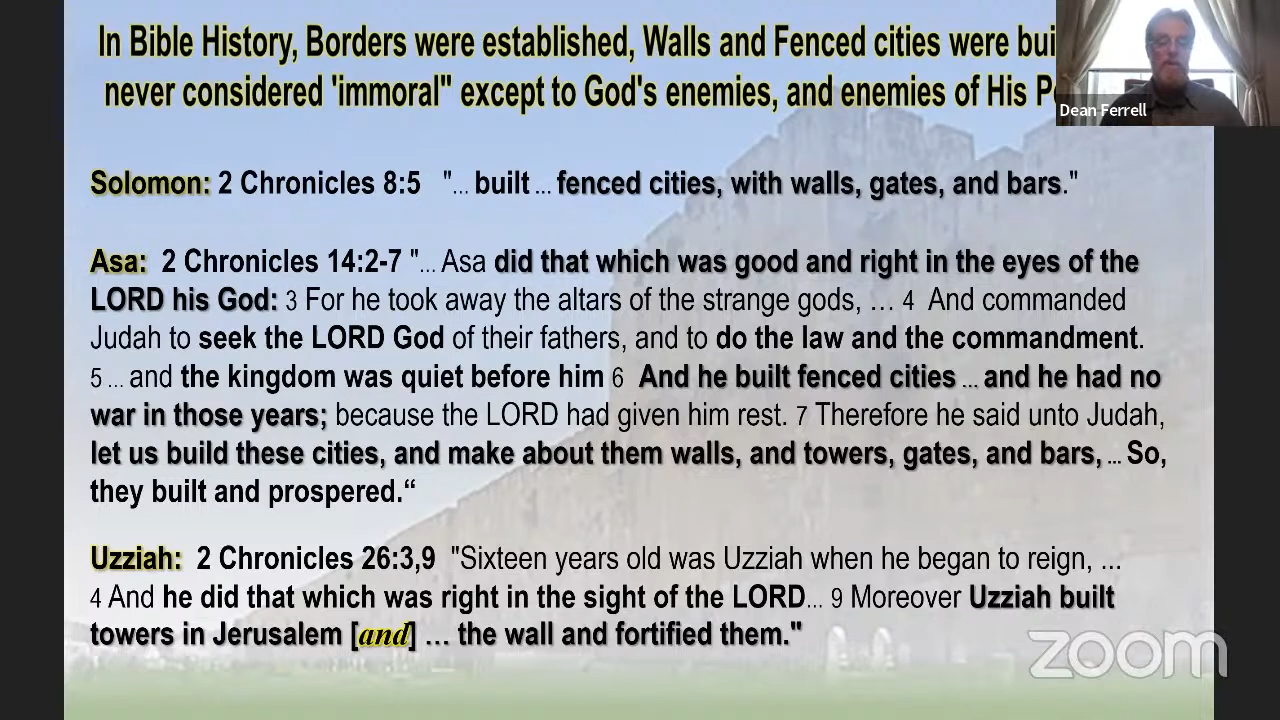 In Bible History, Borders were established, Walls and Fenced cities were
never considered 'immoral" except to God's enemies, and enemies of His
Dean Ferrell
Solomon: 2 Chronicles 8:5 "... built ... fenced cities, with walls, gates, and bars."
Asa: 2 Chronicles 14:2-7 "... Asa did that which was good and right in the eyes of the
LORD his God: 3 For he took away the altars of the strange gods, ... 4 And commanded
Judah to seek the LORD God of their fathers, and to do the law and the commandment.
5 ... and the kingdom was quiet before him 6 And he built fenced cities ... and he had no
war in those years; because the LORD had given him rest. 7 Therefore he said unto Judah,
let us build these cities, and make about them walls, and towers, gates, and bars, ... So,
they built and prospered.“
Uzziah: 2 Chronicles 26:3,9 "Sixteen years old was Uzziah when he began to reign, ...
4 And he did that which was right in the sight of the LORD... 9 Moreover Uzziah built
towers in Jerusalem [and] ... the wall and fortified them."
zoom